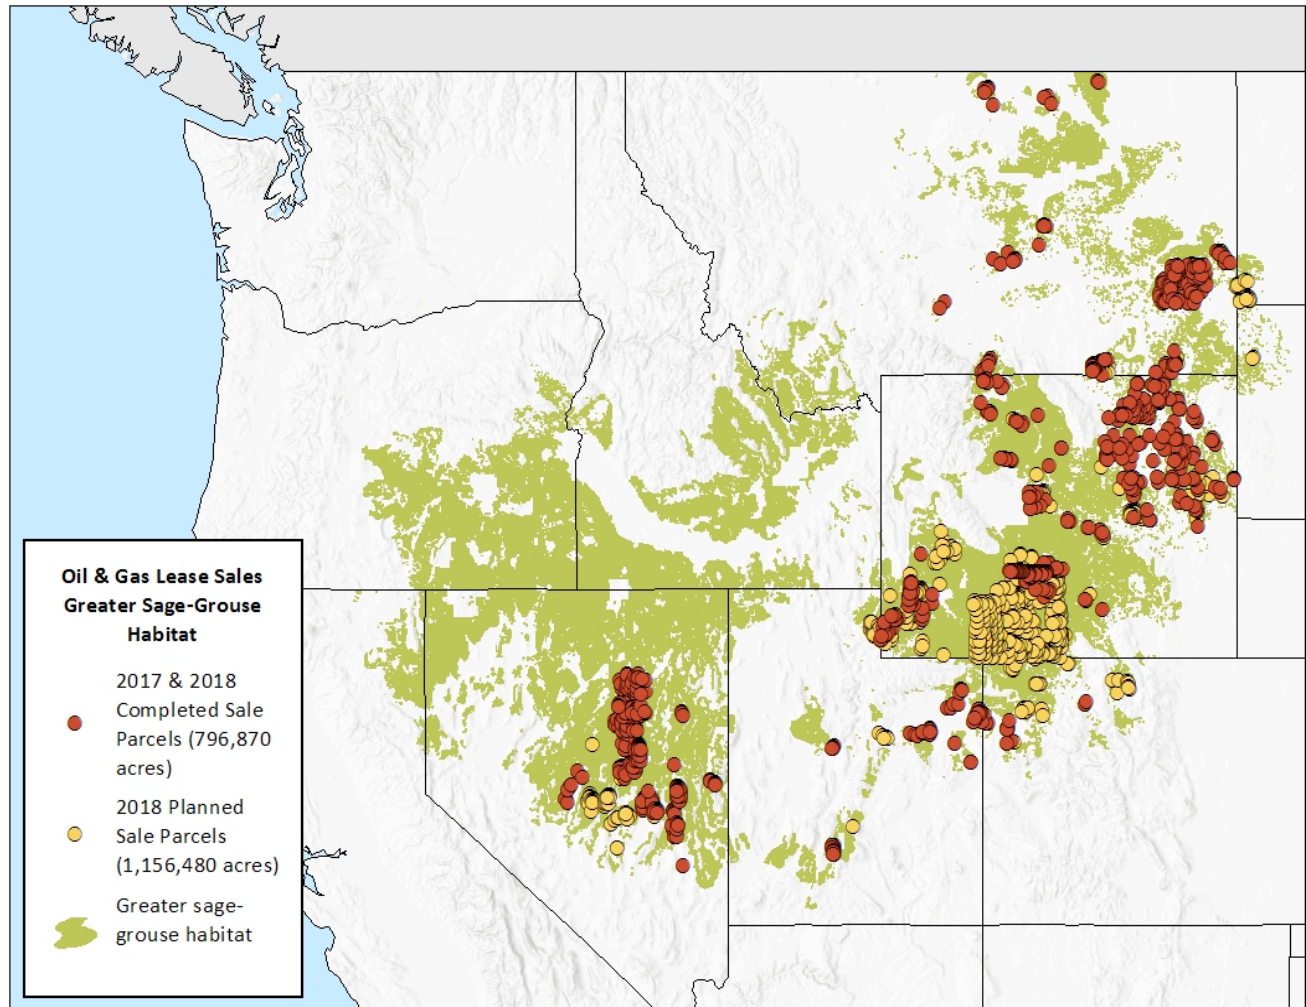 Oil & Gas Lease Sales
Greater Sage-Grouse
Habitat
2017 & 2018
Completed Sale
Parcels (796,870
acres)
2018 Planned
Sale Parcels
(1,156,480 acres)
Greater sage-
grouse habitat